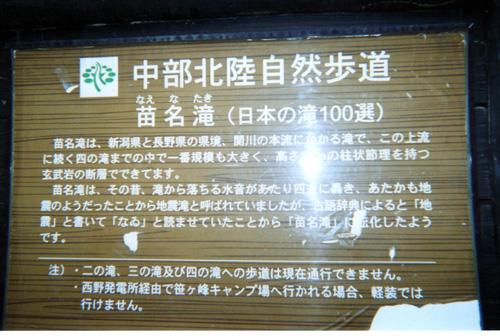 中部北陸自然歩道
なえ な たき
苗名滝（日本の滝100選）
苗名滝は、新潟県と長野県の県境、関川の本流にかかる滝で、この上流
に続く四の滝までの中で一番規模も大きく、高さ mの柱状節理を持つ
玄武岩の断層でできてます。
苗名滝は、その昔、滝から落ちる水音があたり四方に轟き、あたかも地
震のようだったことから地震滝と呼ばれていましたが、古語辞典によると「地
震」と書いて「なゐ」と読ませていたことから「苗名滝」に転化したよう
です。
注）・二の滝、三の滝及び四の滝への歩道は現在通行できません。
・西野発電所経由で笹ヶ峰キャンプ場へ行かれる場合、軽装では
行けません。